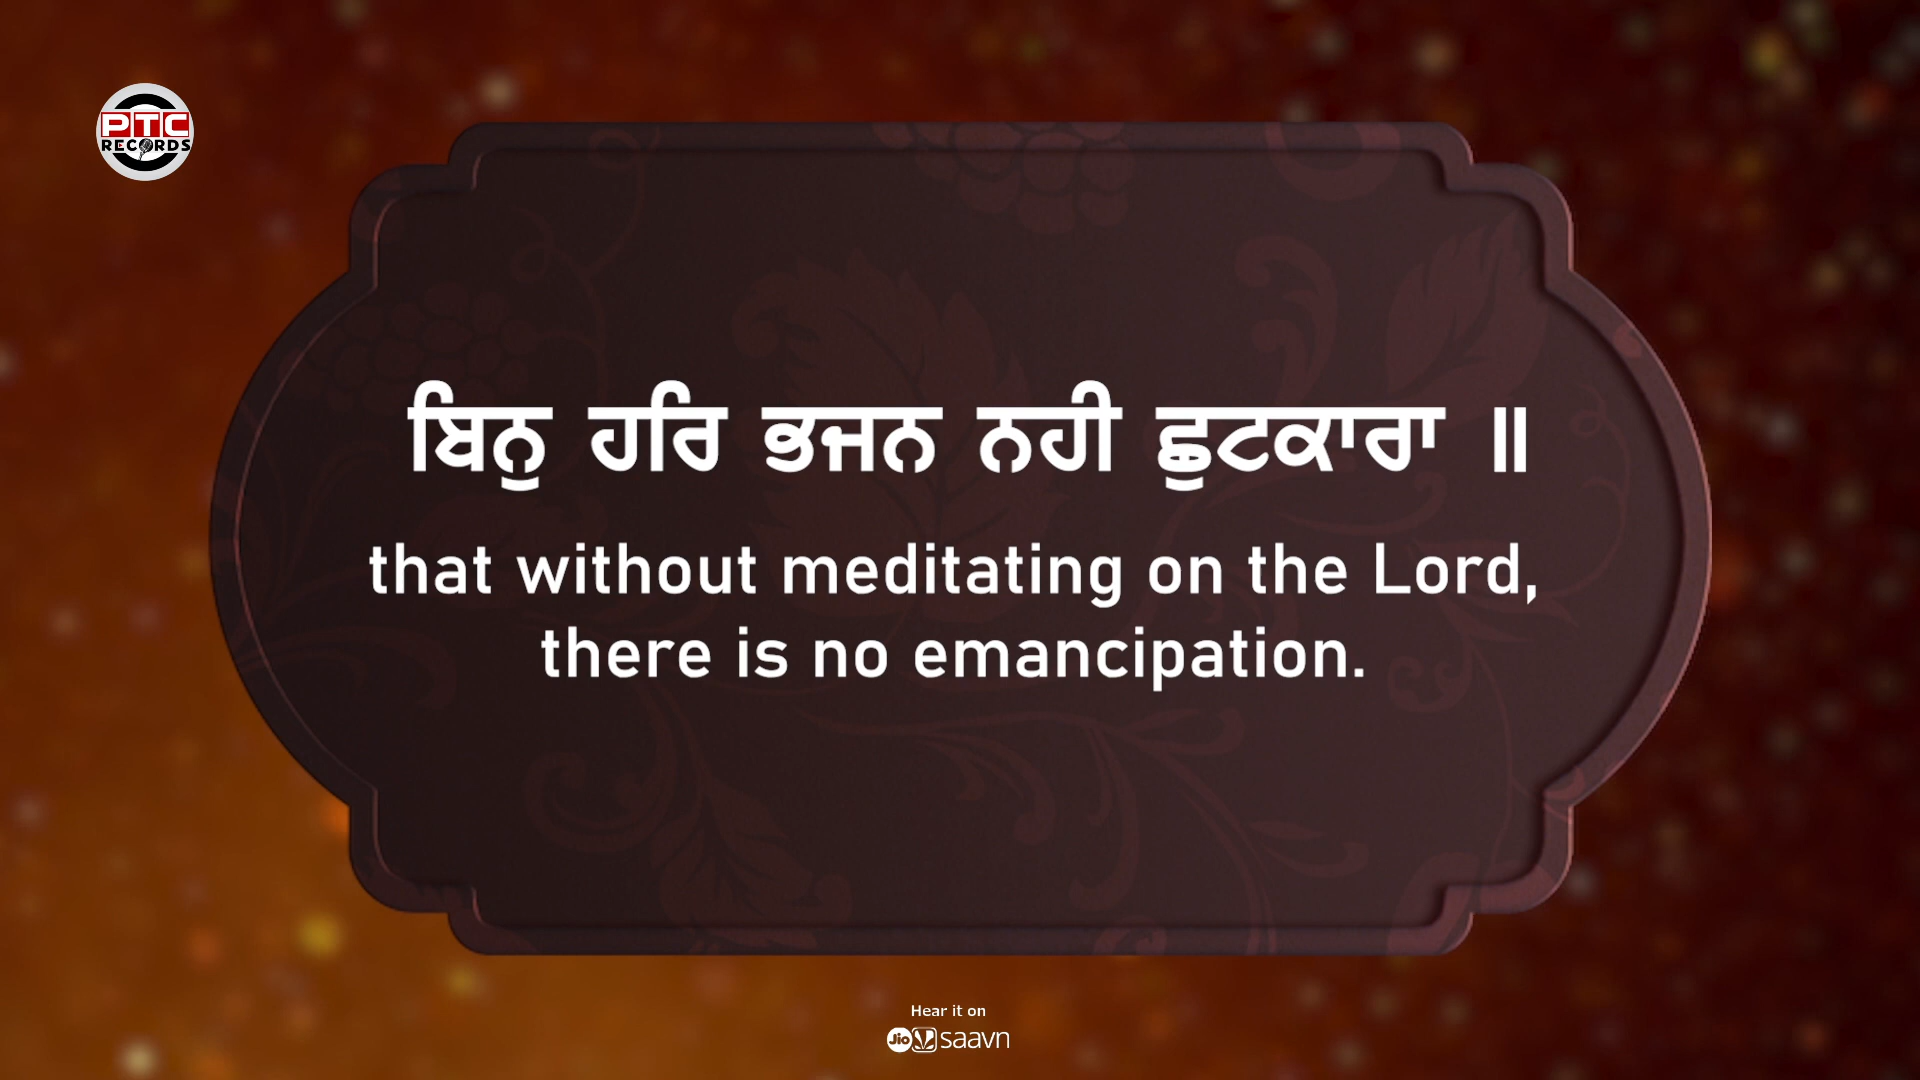 PTC
RECORDS
ਬਿਨੁ ਹਰਿ ਭਜਨ ਨਹੀ ਛੁਟਕਾਰਾ ॥
that without meditating on the Lord,
there is no emancipation.
Hear it on
Jio saavn